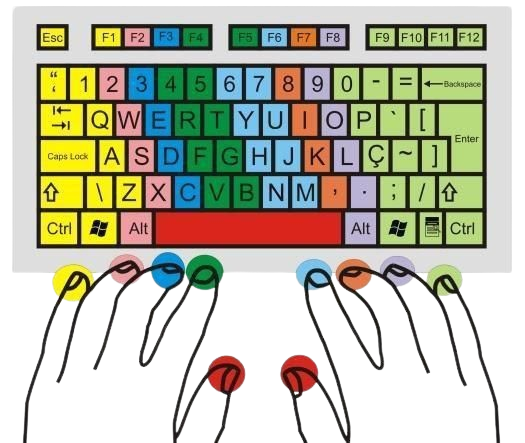 Esc F1 F2 F3 F4 F5 F6 F7 F8 F9 F10 F11 F12
“ ‘ 1 2 3 4 5 6 7 8 9 0 - = Backspace
Q W E R T Y U I O P ` [ Enter
Caps Lock A S D F G H J K L Ç ~ ]
\ Z X C V B N M , . ; /
Ctrl Alt Alt Ctrl